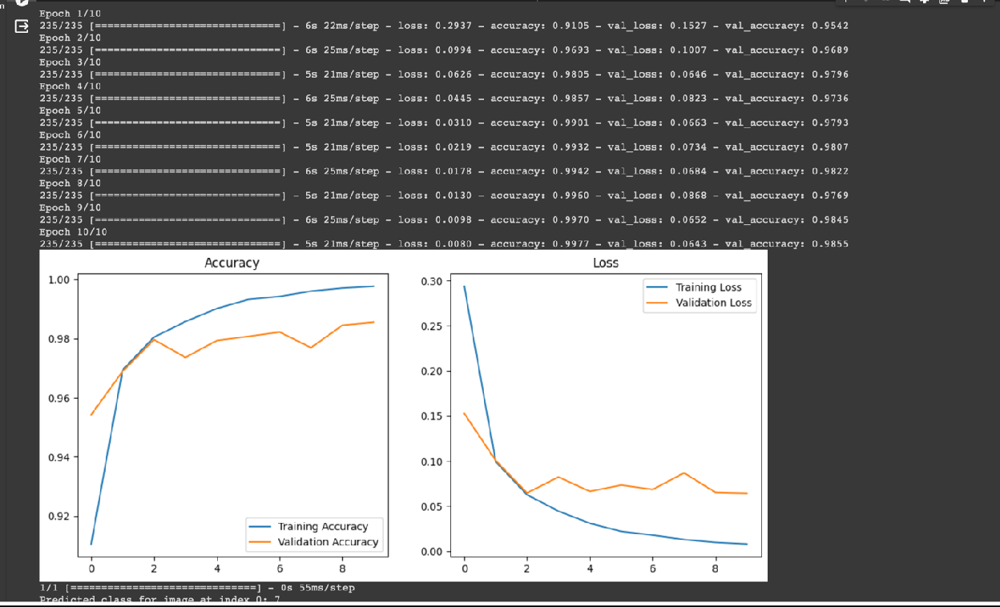 Epoch 1/10
235/235 [==============================] - 6s 22ms/step - loss: 0.2937 - accuracy: 0.9105 - val_loss: 0.1527 - val_accuracy: 0.9542
Epoch 2/10
235/235 [==============================] - 6s 25ms/step - loss: 0.0994 - accuracy: 0.9693 - val_loss: 0.1007 - val_accuracy: 0.9689
Epoch 3/10
235/235 [==============================] - 5s 21ms/step - loss: 0.0626 - accuracy: 0.9805 - val_loss: 0.0646 - val_accuracy: 0.9796
Epoch 4/10
235/235 [==============================] - 6s 25ms/step - loss: 0.0445 - accuracy: 0.9857 - val_loss: 0.0823 - val_accuracy: 0.9736
Epoch 5/10
235/235 [==============================] - 5s 21ms/step - loss: 0.0310 - accuracy: 0.9901 - val_loss: 0.0663 - val_accuracy: 0.9793
Epoch 6/10
235/235 [==============================] - 5s 21ms/step - loss: 0.0219 - accuracy: 0.9932 - val_loss: 0.0734 - val_accuracy: 0.9807
Epoch 7/10
235/235 [==============================] - 6s 25ms/step - loss: 0.0178 - accuracy: 0.9942 - val_loss: 0.0684 - val_accuracy: 0.9822
Epoch 8/10
235/235 [==============================] - 5s 21ms/step - loss: 0.0130 - accuracy: 0.9960 - val_loss: 0.0868 - val_accuracy: 0.9769
Epoch 9/10
235/235 [==============================] - 6s 25ms/step - loss: 0.0098 - accuracy: 0.9970 - val_loss: 0.0652 - val_accuracy: 0.9845
Epoch 10/10
235/235 [==============================] - 5s 21ms/step - loss: 0.0080 - accuracy: 0.9977 - val_loss: 0.0643 - val_accuracy: 0.9855
Accuracy
1.00
0.98
0.96
0.94
0.92
Training Accuracy
Validation Accuracy
0 2 4 6 8
Loss
0.30
0.25
0.20
0.15
0.10
0.05
0.00
Training Loss
Validation Loss
0 2 4 6 8
1/1 [==============================] - 0s 55ms/step
Predicted class for image at index 0: 7